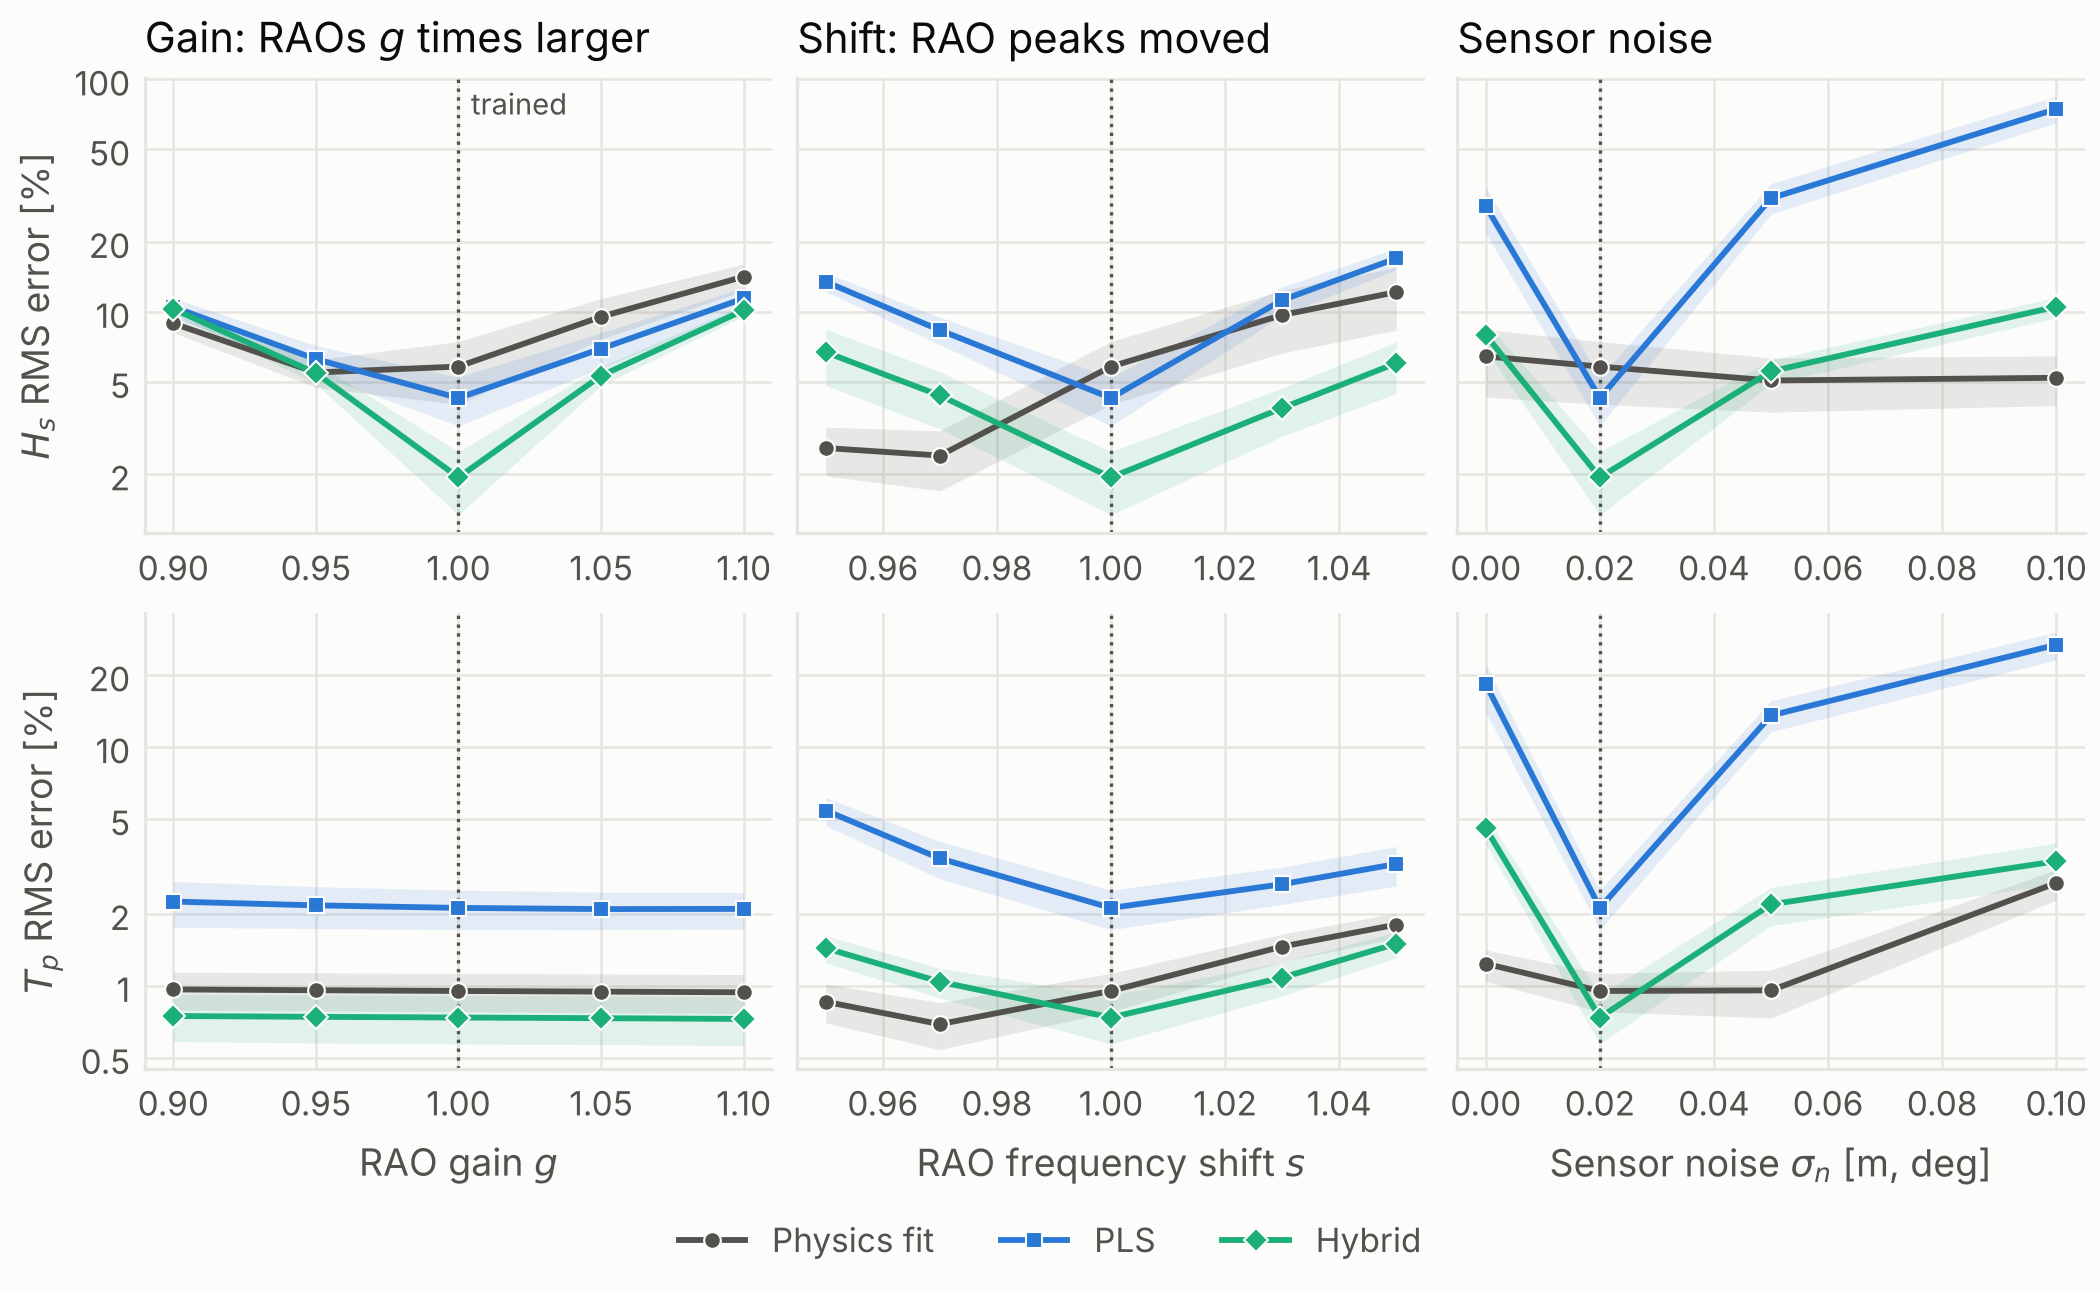 Gain: RAOs g times larger
Shift: RAO peaks moved
Sensor noise
trained
Hs RMS error [%]
100
50
20
10
5
2
0.90 0.95 1.00 1.05 1.10
0.96 0.98 1.00 1.02 1.04
0.00 0.02 0.04 0.06 0.08 0.10
Tp RMS error [%]
20
10
5
2
1
0.5
0.90 0.95 1.00 1.05 1.10
0.96 0.98 1.00 1.02 1.04
0.00 0.02 0.04 0.06 0.08 0.10
RAO gain g
RAO frequency shift s
Sensor noise σn [m, deg]
Physics fit
PLS
Hybrid